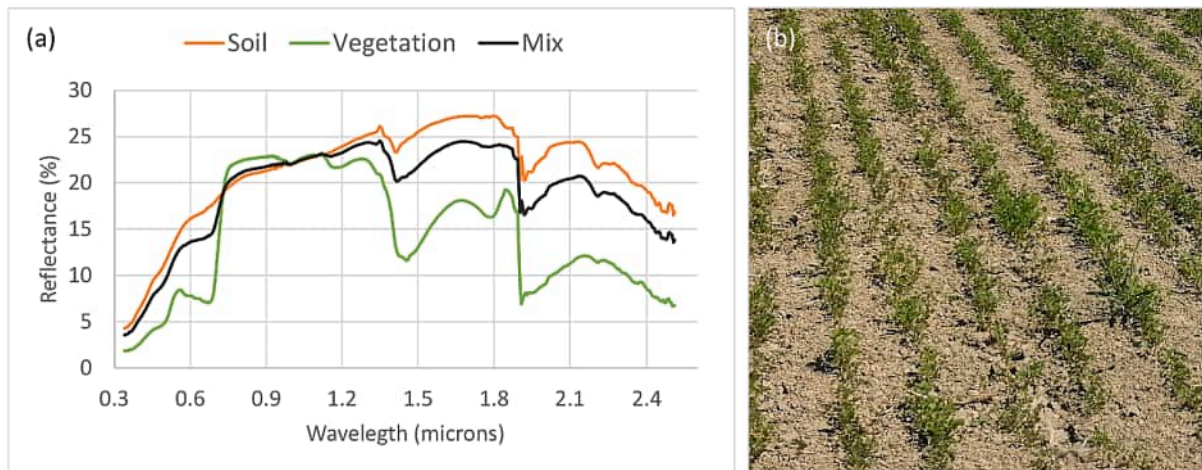 (a)
Soil Vegetation Mix
30
25
20
15
10
5
0
Reflectance (%)
0.3 0.6 0.9 1.2 1.5 1.8 2.1 2.4
Wavelegth (microns)
(b)